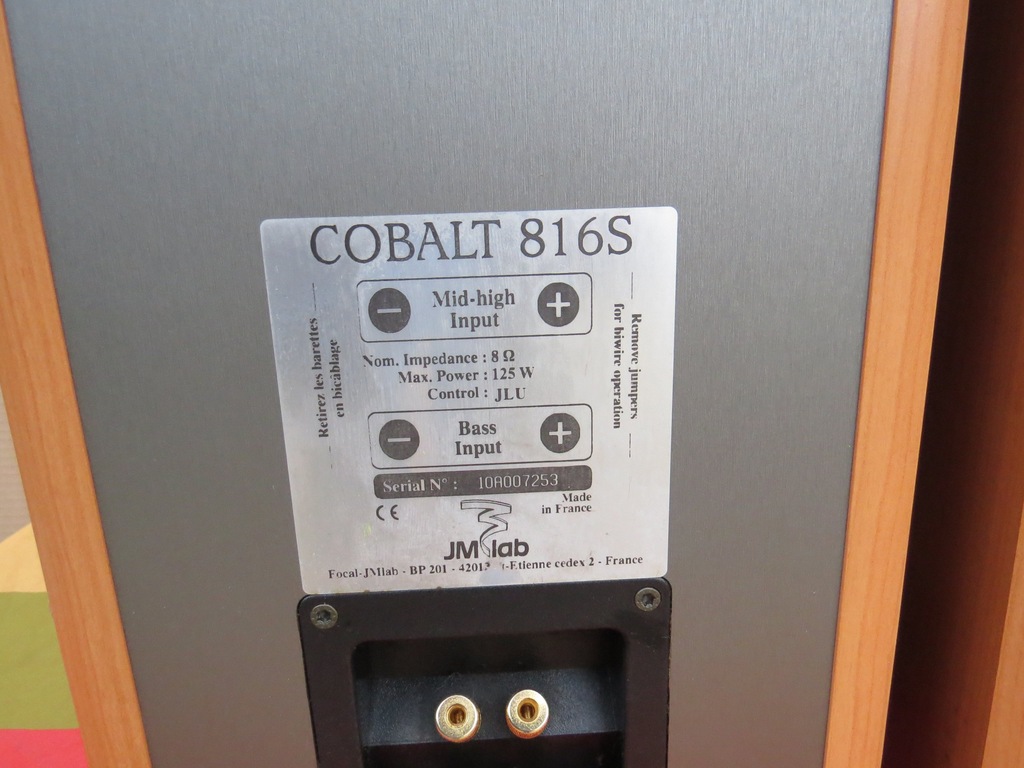 COBALT 816S
Mid-high
Input
Retirez les barettes
en bicablage
Remove jumpers
for biwire operation
Nom. Impedance : 8 Ω
Max. Power : 125 W
Control : JLU
Bass
Input
Serial N° : 10A007253
CE
Made
in France
JMlab
Focal-JMlab - BP 201 - Etienne cedex 2 - France